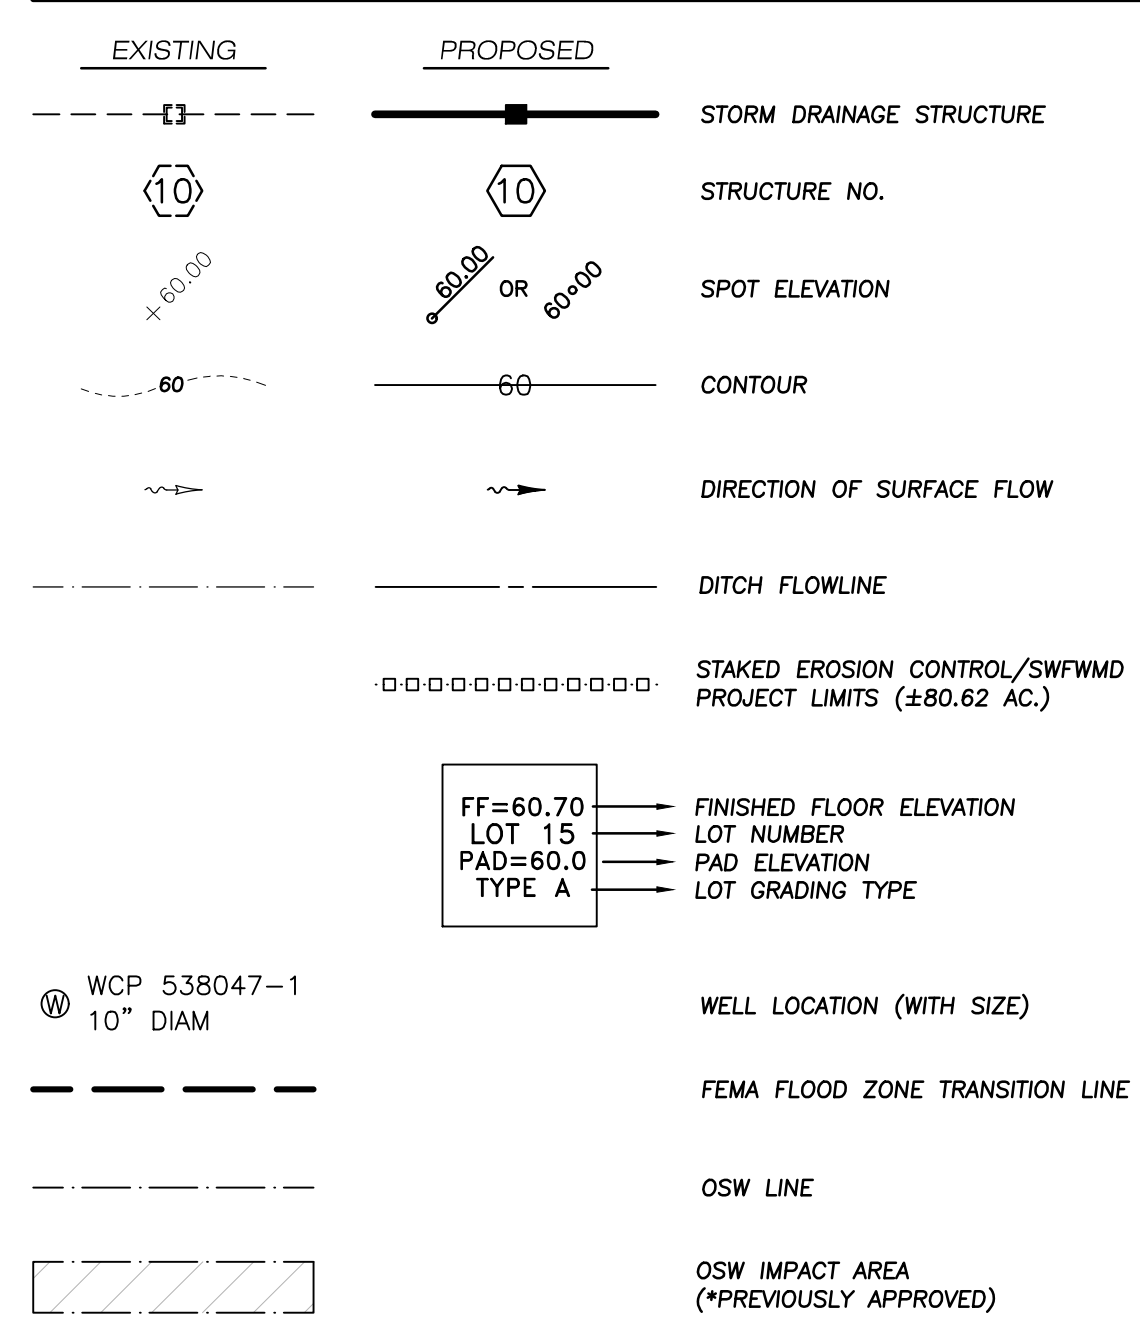 EXISTING PROPOSED
STORM DRAINAGE STRUCTURE
10 10 STRUCTURE NO.
60.00 60.00 OR 60.00 SPOT ELEVATION
60 60 CONTOUR
DIRECTION OF SURFACE FLOW
DITCH FLOWLINE
STAKED EROSION CONTROL/SWFWMD
PROJECT LIMITS (±80.62 AC.)
FF=60.70 FINISHED FLOOR ELEVATION
LOT 15 LOT NUMBER
PAD=60.0 PAD ELEVATION
TYPE A LOT GRADING TYPE
W WCP 538047-1
10" DIAM
WELL LOCATION (WITH SIZE)
FEMA FLOOD ZONE TRANSITION LINE
OSW LINE
OSW IMPACT AREA
(*PREVIOUSLY APPROVED)